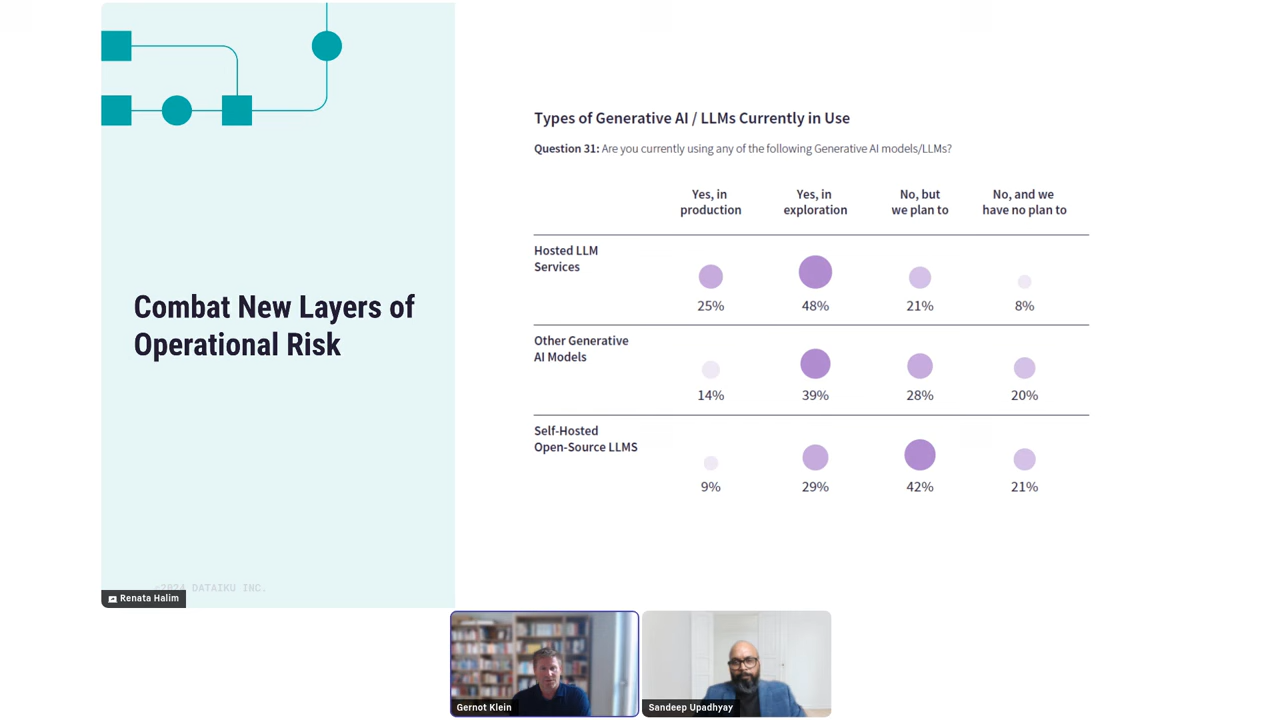 Combat New Layers of
Operational Risk
DATAIKU INC.
Renata Halim
Types of Generative AI / LLMs Currently in Use
Question 31: Are you currently using any of the following Generative AI models/LLMs?
Yes, in
production
Yes, in
exploration
No, but
we plan to
No, and we
have no plan to
Hosted LLM
Services
25% 48% 21% 8%
Other Generative
AI Models
14% 39% 28% 20%
Self-Hosted
Open-Source LLMS
9% 29% 42% 21%
Gernot Klein
Sandeep Upadhyay